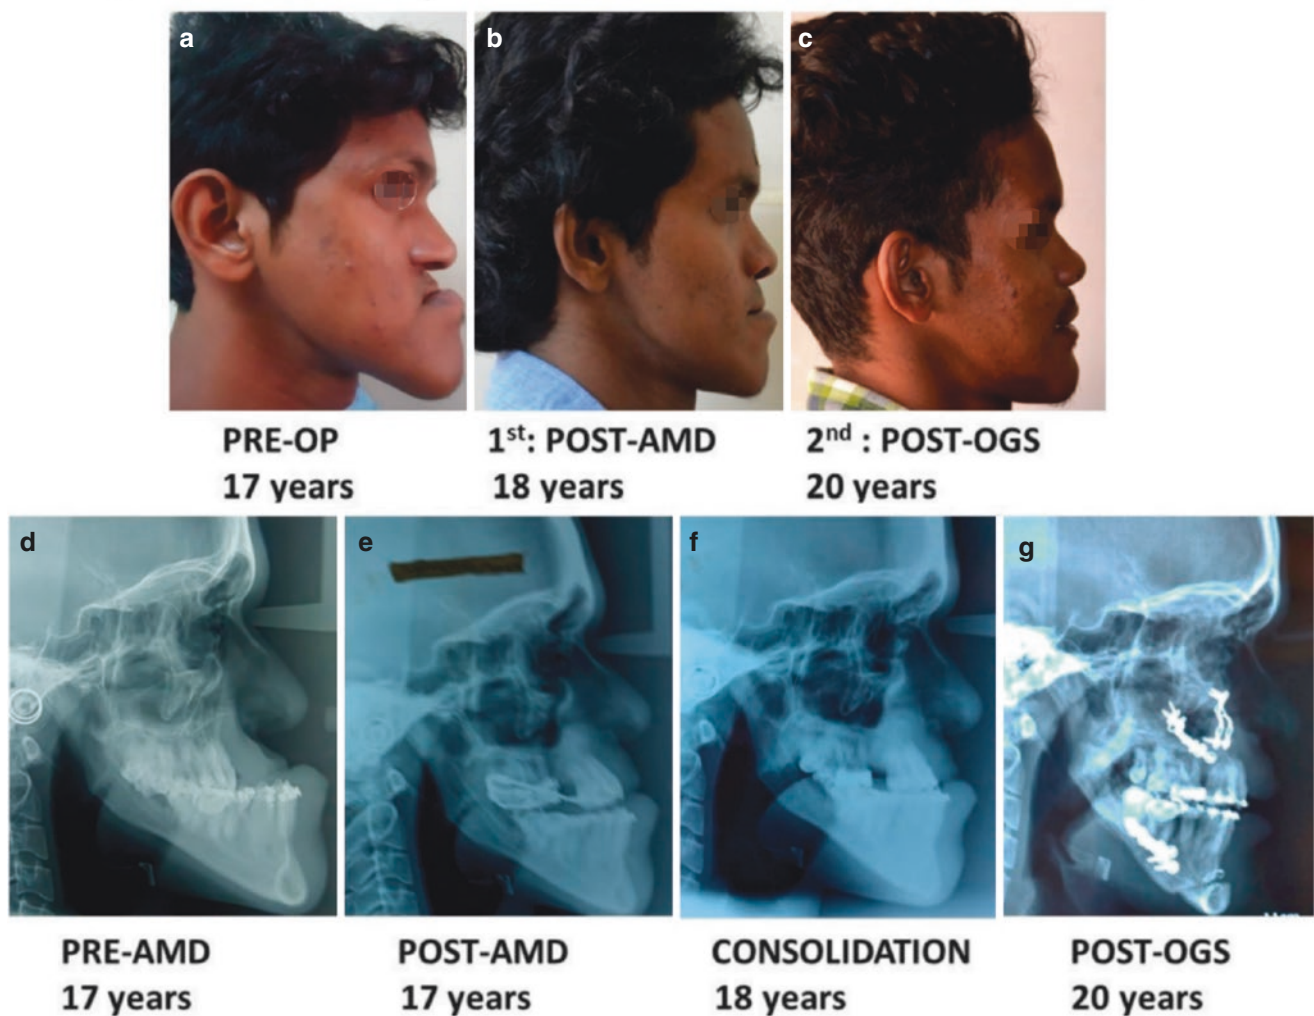 a
b
c
PRE-OP
17 years
1st: POST-AMD
18 years
2nd : POST-OGS
20 years
d
e
f
g
PRE-AMD
17 years
POST-AMD
17 years
CONSOLIDATION
18 years
POST-OGS
20 years